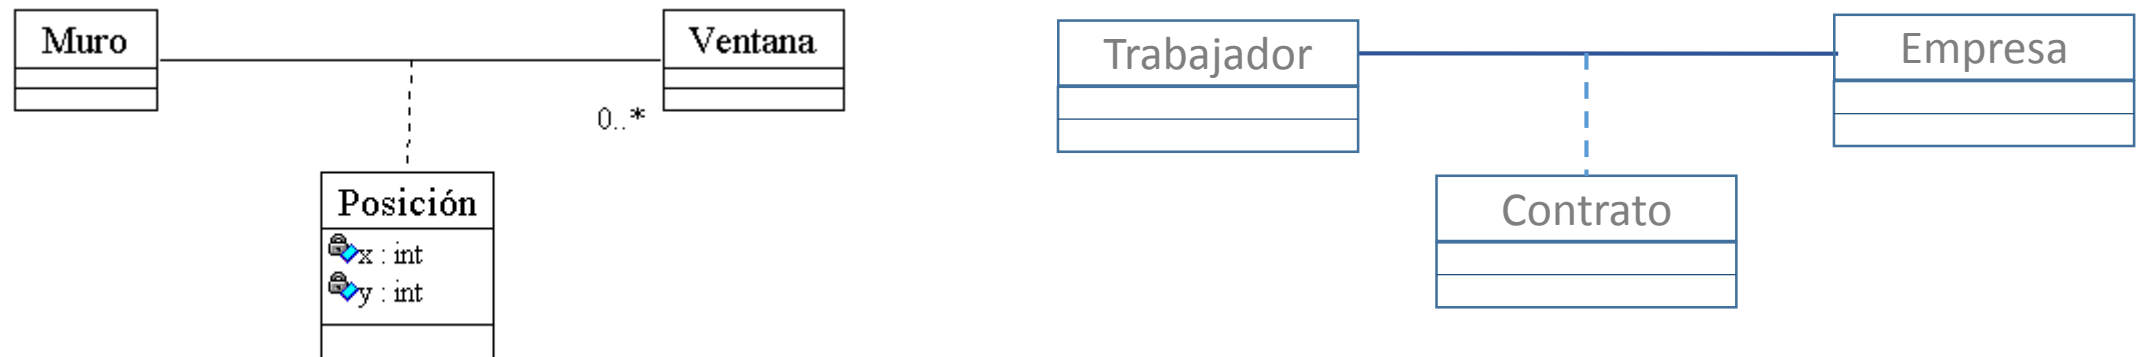 Muro
Ventana
0..*
Posición
x : int
y : int
Trabajador
Empresa
Contrato